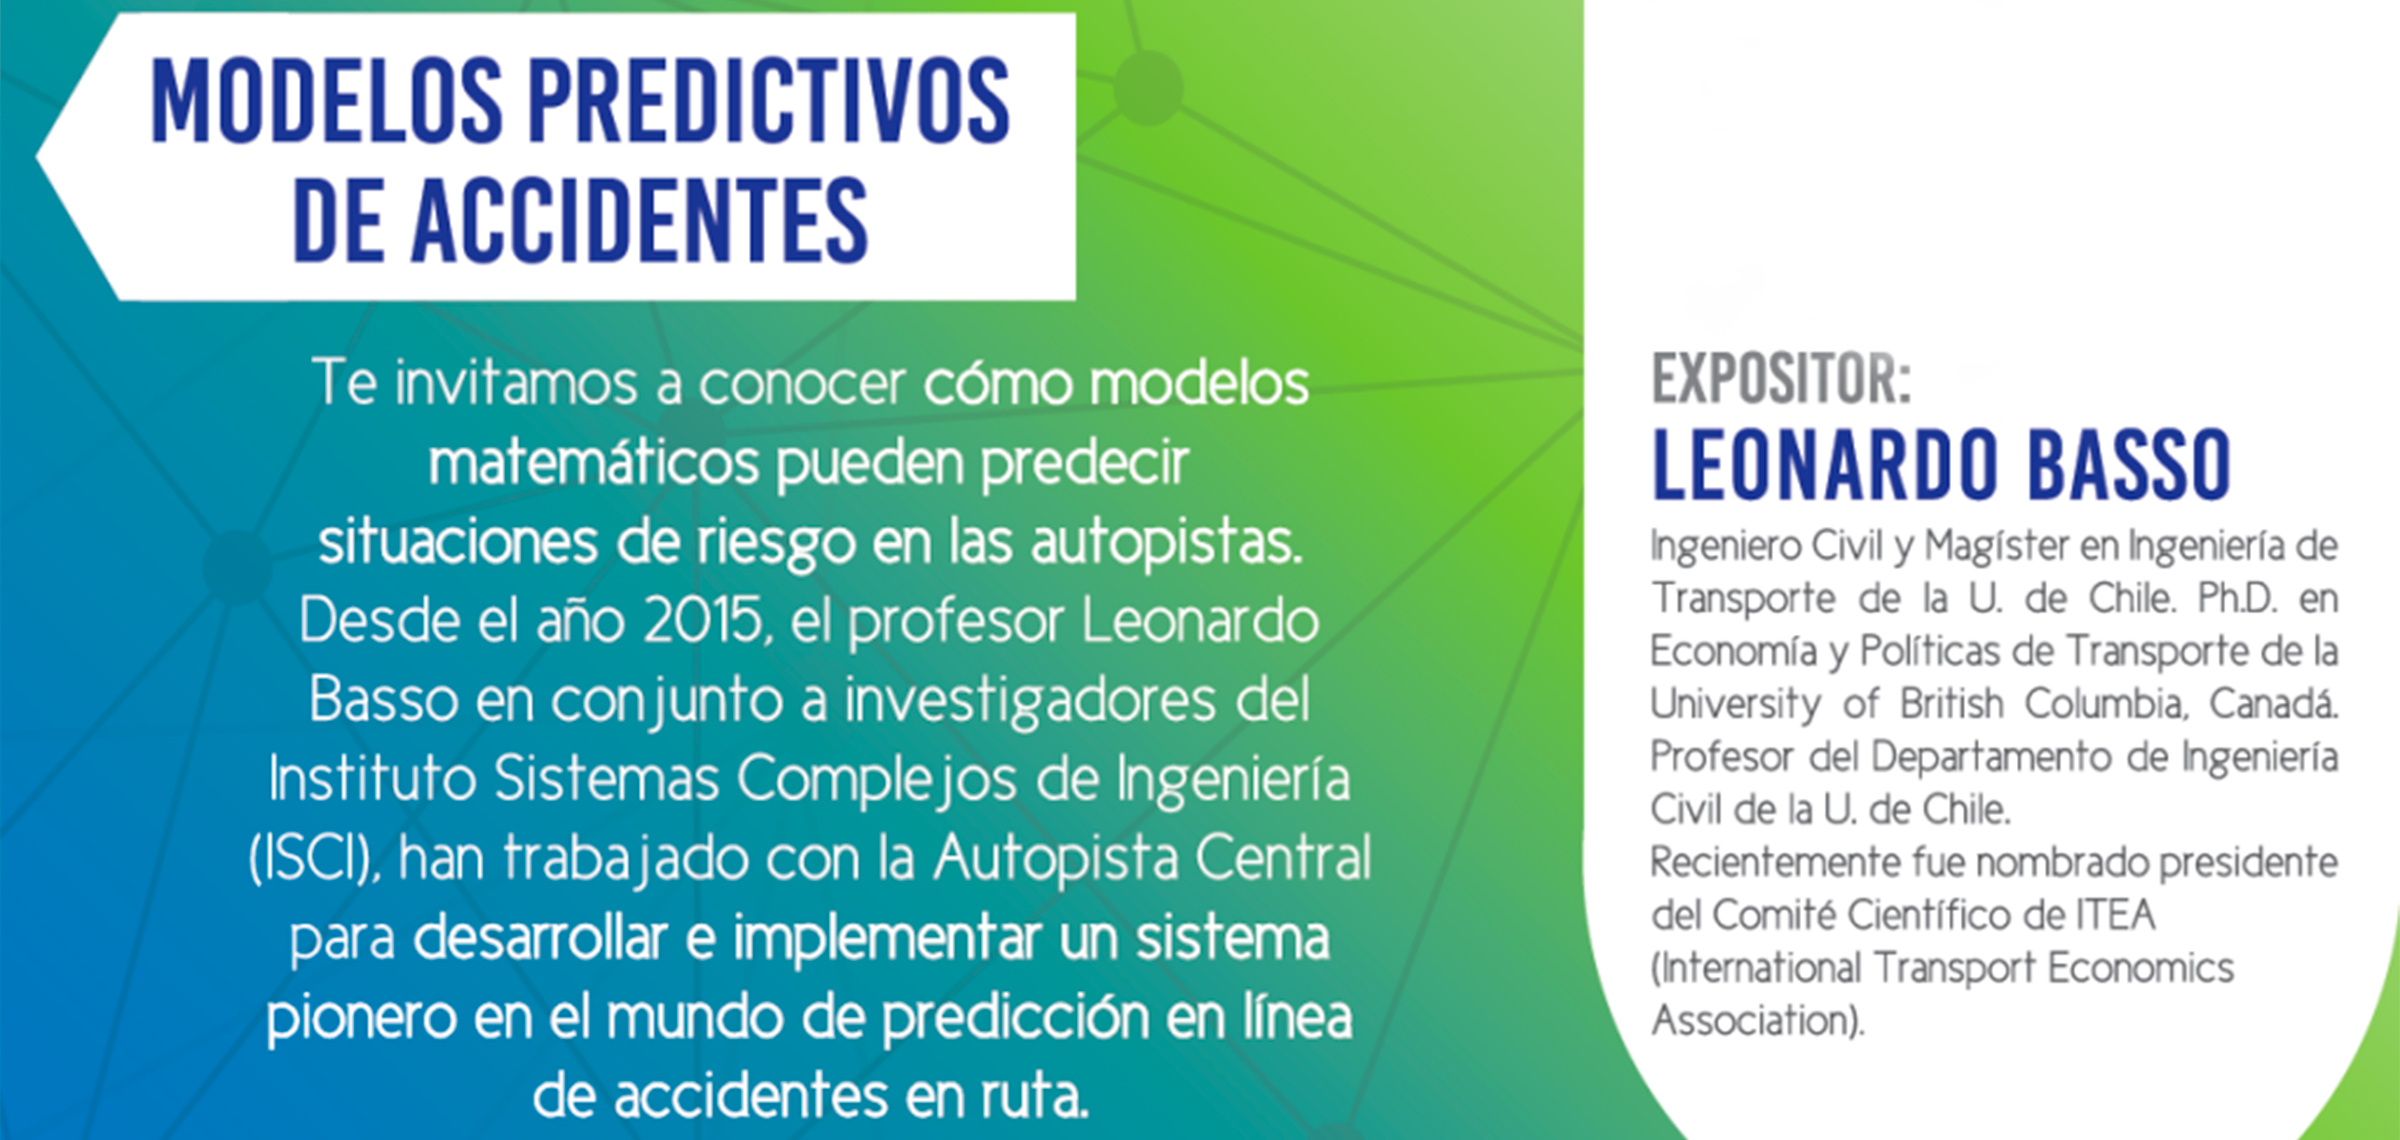 MODELOS PREDICTIVOS
DE ACCIDENTES
Te invitamos a conocer cómo modelos
matemáticos pueden predecir
situaciones de riesgo en las autopistas.
Desde el año 2015, el profesor Leonardo
Basso en conjunto a investigadores del
Instituto Sistemas Complejos de Ingeniería
(ISCI), han trabajado con la Autopista Central
para desarrollar e implementar un sistema
pionero en el mundo de predicción en línea
de accidentes en ruta.
EXPOSITOR:
LEONARDO BASSO
Ingeniero Civil y Magíster en Ingeniería de
Transporte de la U. de Chile. Ph.D. en
Economía y Políticas de Transporte de la
University of British Columbia, Canadá.
Profesor del Departamento de Ingeniería
Civil de la U. de Chile.
Recientemente fue nombrado presidente
del Comité Científico de ITEA
(International Transport Economics
Association).